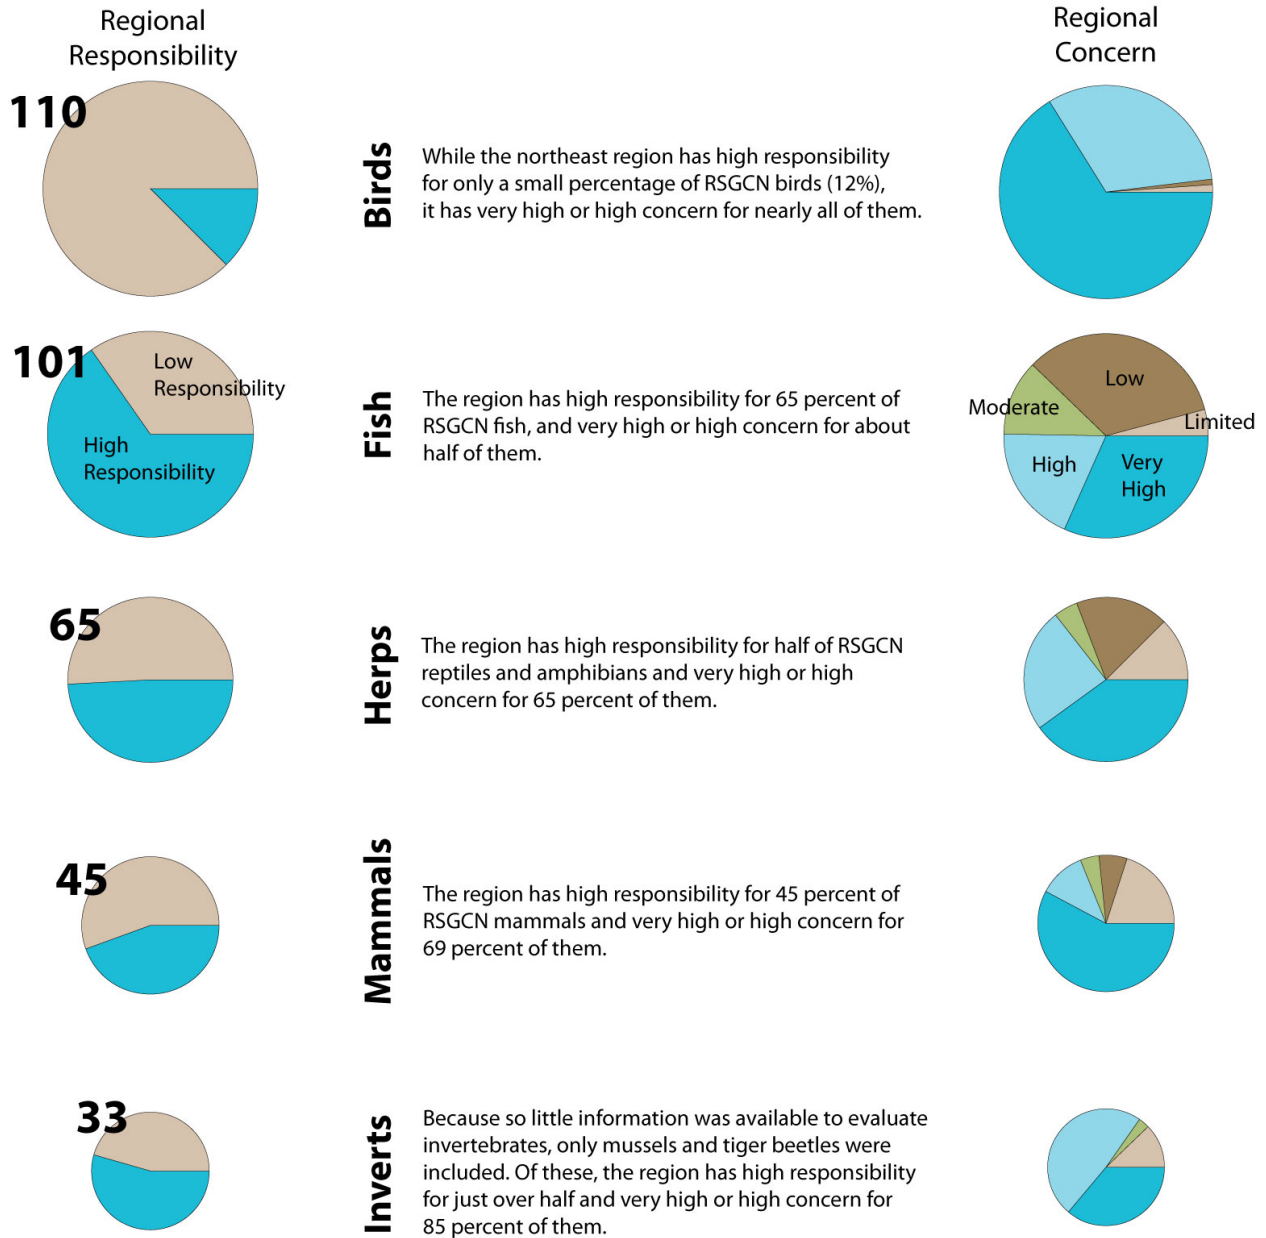 Regional
Responsibility
Regional
Concern
110
Birds
While the northeast region has high responsibility
for only a small percentage of RSGCN birds (12%),
it has very high or high concern for nearly all of them.
101
Low
Responsibility
High
Responsibility
Fish
The region has high responsibility for 65 percent of
RSGCN fish, and very high or high concern for about
half of them.
Low
Moderate
Limited
High
Very
High
65
Herps
The region has high responsibility for half of RSGCN
reptiles and amphibians and very high or high
concern for 65 percent of them.
45
Mammals
The region has high responsibility for 45 percent of
RSGCN mammals and very high or high concern for
69 percent of them.
33
Inverts
Because so little information was available to evaluate
invertebrates, only mussels and tiger beetles were
included. Of these, the region has high responsibility
for just over half and very high or high concern for
85 percent of them.